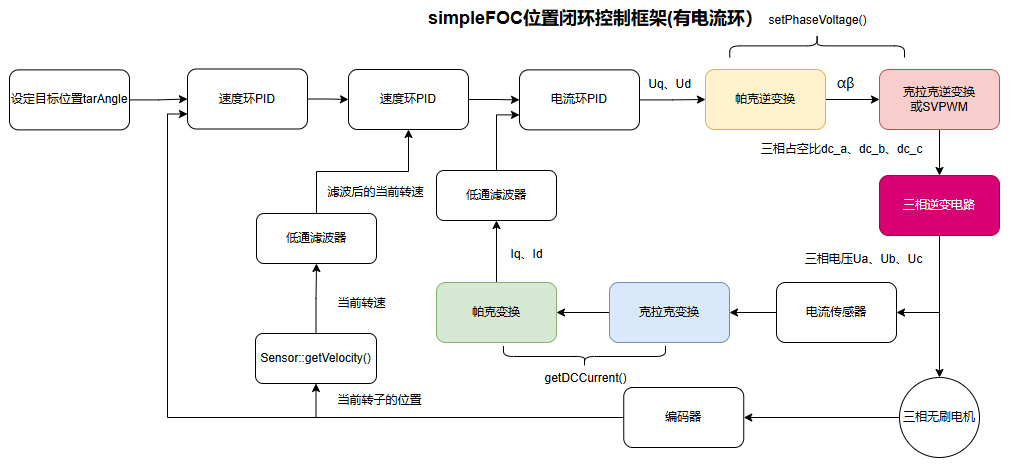 simpleFOC位置闭环控制框架(有电流环）
setPhaseVoltage()
设定目标位置tarAngle
速度环PID
速度环PID
电流环PID
Uq、Ud
帕克逆变换
αβ
克拉克逆变换
或SVPWM
三相占空比dc_a、dc_b、dc_c
滤波后的当前转速
低通滤波器
三相逆变电路
低通滤波器
Iq、Id
三相电压Ua、Ub、Uc
当前转速
帕克变换
克拉克变换
电流传感器
Sensor::getVelocity()
getDCCurrent()
当前转子的位置
编码器
三相无刷电机